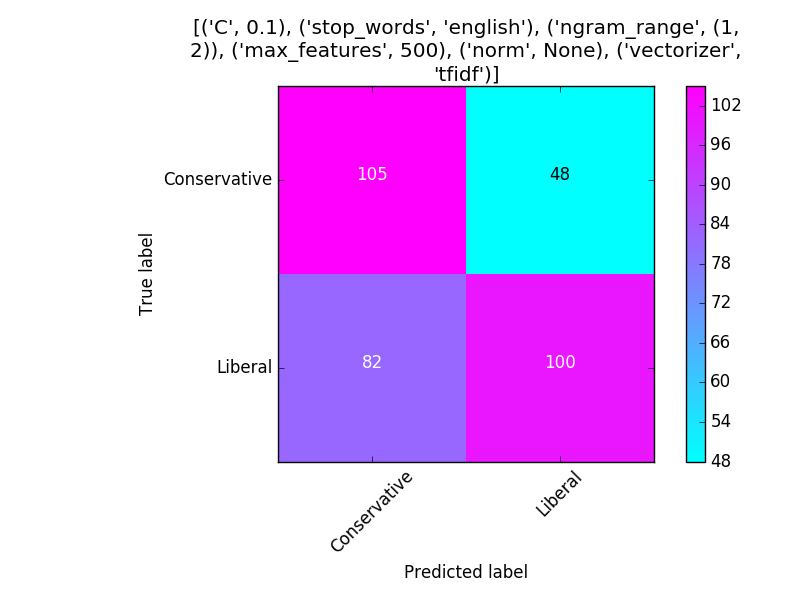 [('C', 0.1), ('stop_words', 'english'), ('ngram_range', (1,
2)), ('max_features', 500), ('norm', None), ('vectorizer',
'tfidf')]
Conservative
Liberal
True label
105
48
82
100
Conservative
Liberal
Predicted label
102
96
90
84
78
72
66
60
54
48